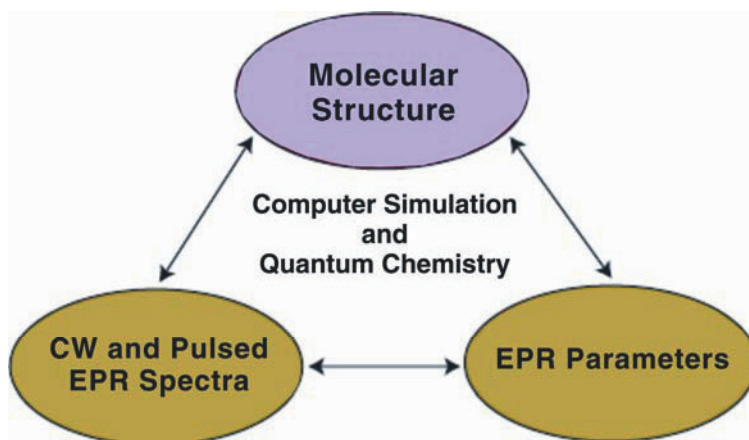 Molecular
Structure
Computer Simulation
and
Quantum Chemistry
CW and Pulsed
EPR Spectra
EPR Parameters